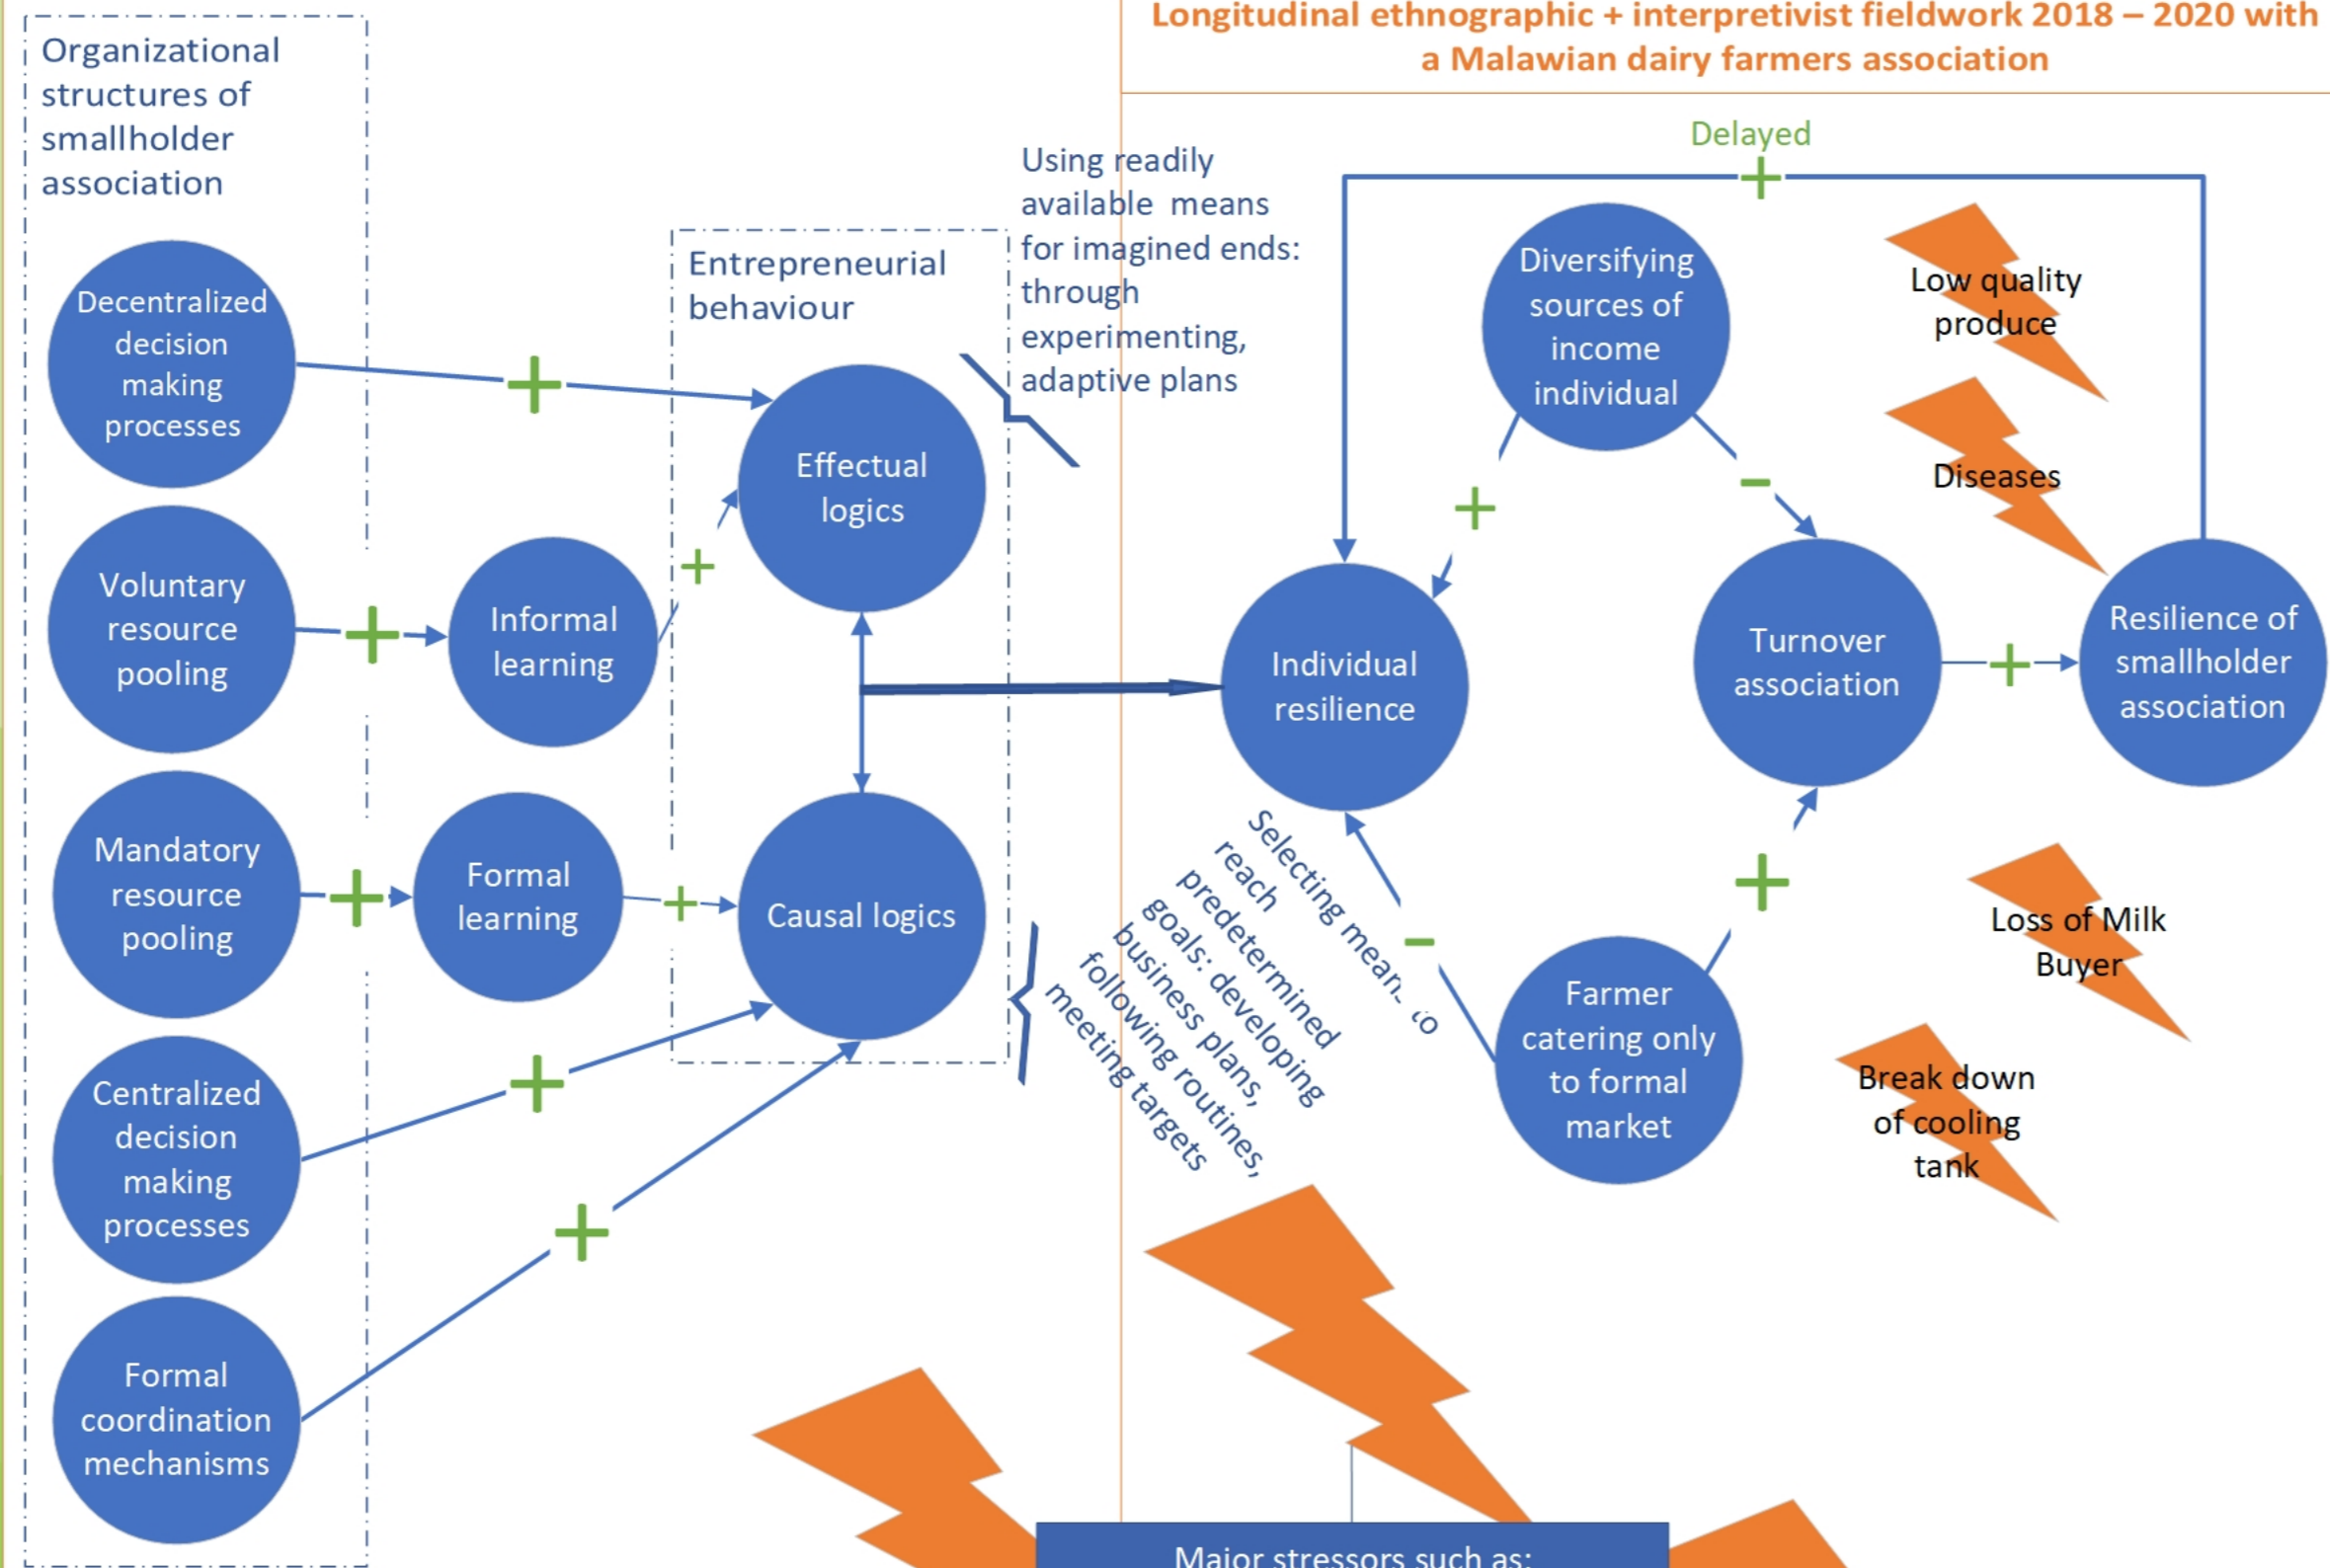 Longitudinal ethnographic + interpretivist fieldwork 2018 – 2020 with
a Malawian dairy farmers association
Organizational
structures of
smallholder
association
Decentralized
decision
making
processes
Voluntary
resource
pooling
Mandatory
resource
pooling
Centralized
decision
making
processes
Formal
coordination
mechanisms
+
+
+
+
+
Informal
learning
Formal
learning
+
+
Entrepreneurial
behaviour
Effectual
logics
Causal logics
Using readily
available means
for imagined ends:
through
experimenting,
adaptive plans
Selecting means to
reach
predetermined
goals: developing
business plans,
following routines,
meeting targets
Individual
resilience
Delayed
+
Diversifying
sources of
income
individual
+
–
Turnover
association
+
Resilience of
smallholder
association
–
+
Farmer
catering only
to formal
market
Low quality
produce
Diseases
Loss of Milk
Buyer
Break down
of cooling
tank
Major stressors such as: